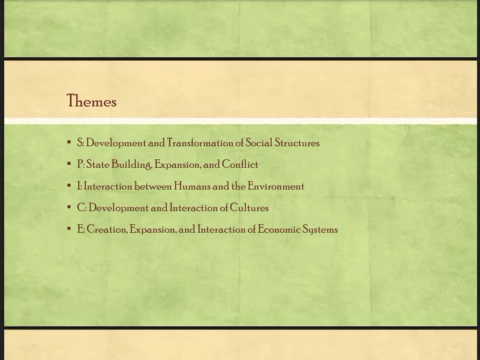 Themes
• S: Development and Transformation of Social Structures
• P: State Building, Expansion, and Conflict
• I: Interaction between Humans and the Environment
• C: Development and Interaction of Cultures
• E: Creation, Expansion, and Interaction of Economic Systems